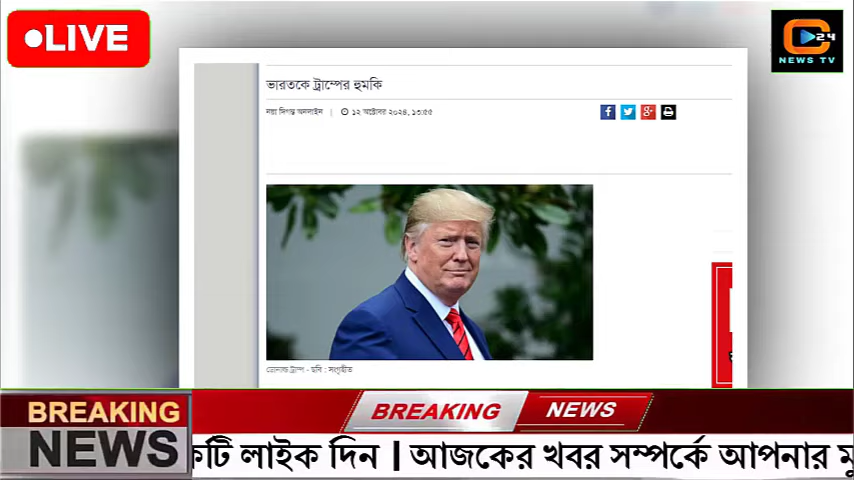 LIVE
C 24
NEWS TV
ভারতকে ট্রাম্পের হুমকি
নয়া দিগন্ত অনলাইন | ১২ অক্টোবর ২০২৪, ১৩:৫৫
ডোনাল্ড ট্রাম্প - ছবি : সংগৃহীত
BREAKING NEWS
BREAKING
NEWS
কটি লাইক দিন | আজকের খবর সম্পর্কে আপনার মু